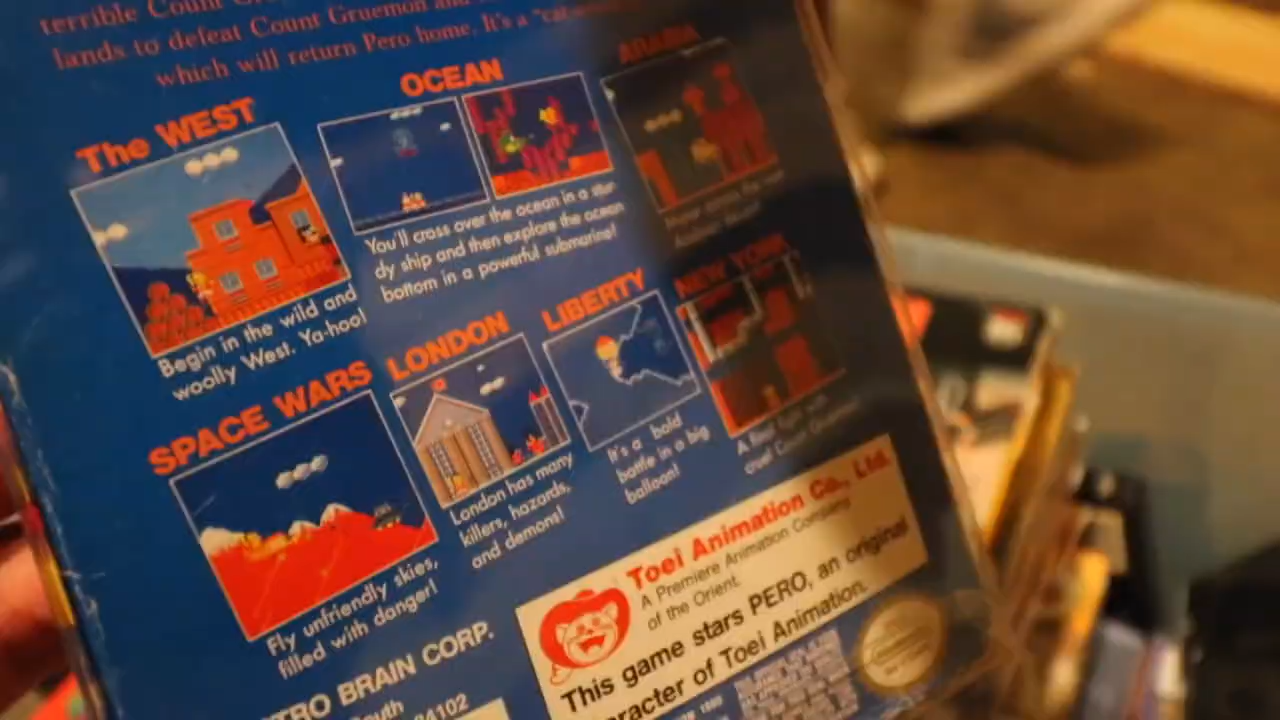 terrible Count
lands to defeat Count Gruemon and
which will return Pero home. It's a
The WEST
Begin in the wild and
woolly West. Ya-hoo!
OCEAN
You'll cross over the ocean in a stur-
dy ship and then explore the ocean
bottom in a powerful submarine!
ARABIA
SPACE WARS
Fly unfriendly skies,
filled with danger!
LONDON
London has many
killers, hazards,
and demons!
LIBERTY
It's a bold
battle in a big
balloon!
NEW YORK
Toei Animation Co., Ltd.
A Premiere Animation Company
of the Orient.
This game stars PERO, an original
character of Toei Animation.
TRO BRAIN CORP.
South
84102